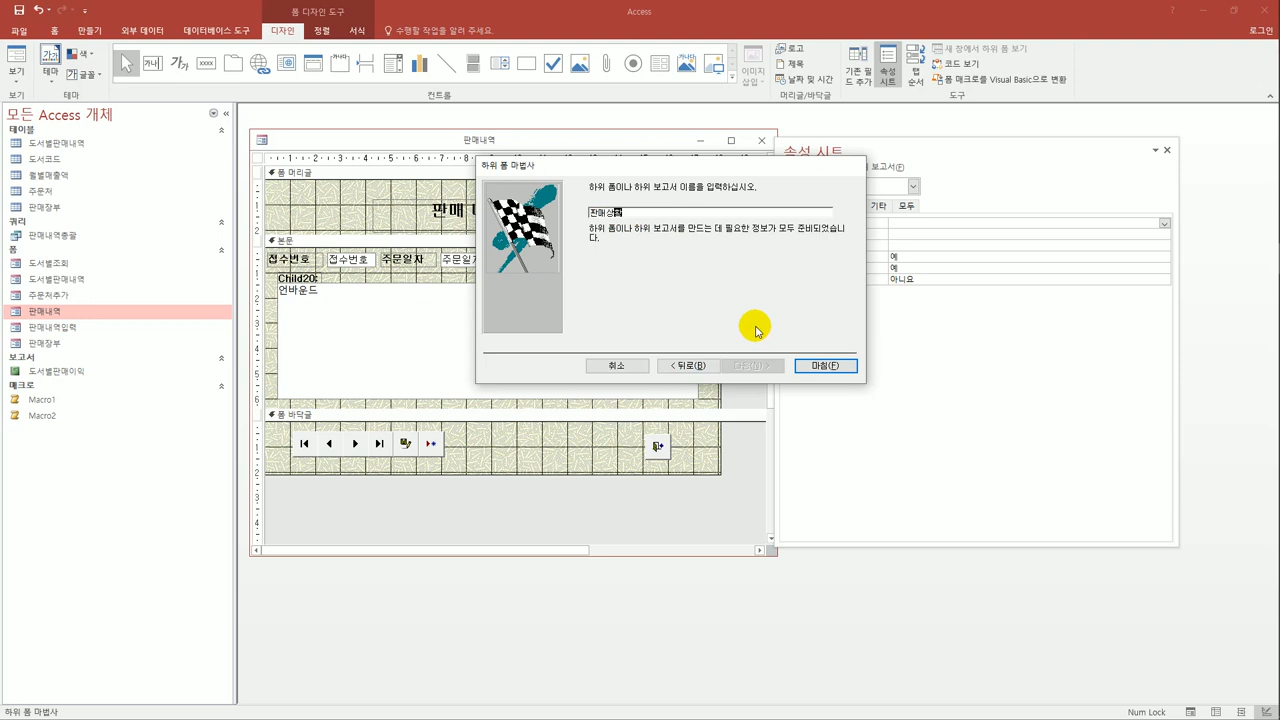 폼 디자인 도구
Access
파일
홈
만들기
외부 데이터
데이터베이스 도구
디자인
정렬
서식
수행할 작업을 알려 주세요.
로그인
보기
테마
색
글꼴
이미지
삽입
로고
제목
날짜 및 시간
기존 필
드 추가
속성
시트
탭
순서
새 창에서 하위 폼 보기
코드 보기
폼 매크로를 Visual Basic으로 변환
보기
테마
컨트롤
머리글/바닥글
도구
모든 Access 개체
테이블
도서별판매내역
도서코드
월별매출액
주문처
판매장부
쿼리
판매내역총괄
폼
도서별조회
도서별판매내역
주문처추가
판매내역
판매내역입력
판매장부
보고서
도서별판매이익
매크로
Macro1
Macro2
판매내역
폼 머리글
판매
본문
접수번호
접수번호
주문일자
Child20:
언바운드
폼 바닥글
하위 폼 마법사
하위 폼이나 하위 보고서 이름을 입력하십시오.
하위 폼이나 하위 보고서를 만드는 데 필요한 정보가 모두 준비되었습니
다.
취소
< 뒤로(B)
다음(N) >
마침(F)
속성 시트
보고서(F)
기타
모두
예
예
아니요
하위 폼 마법사
Num Lock